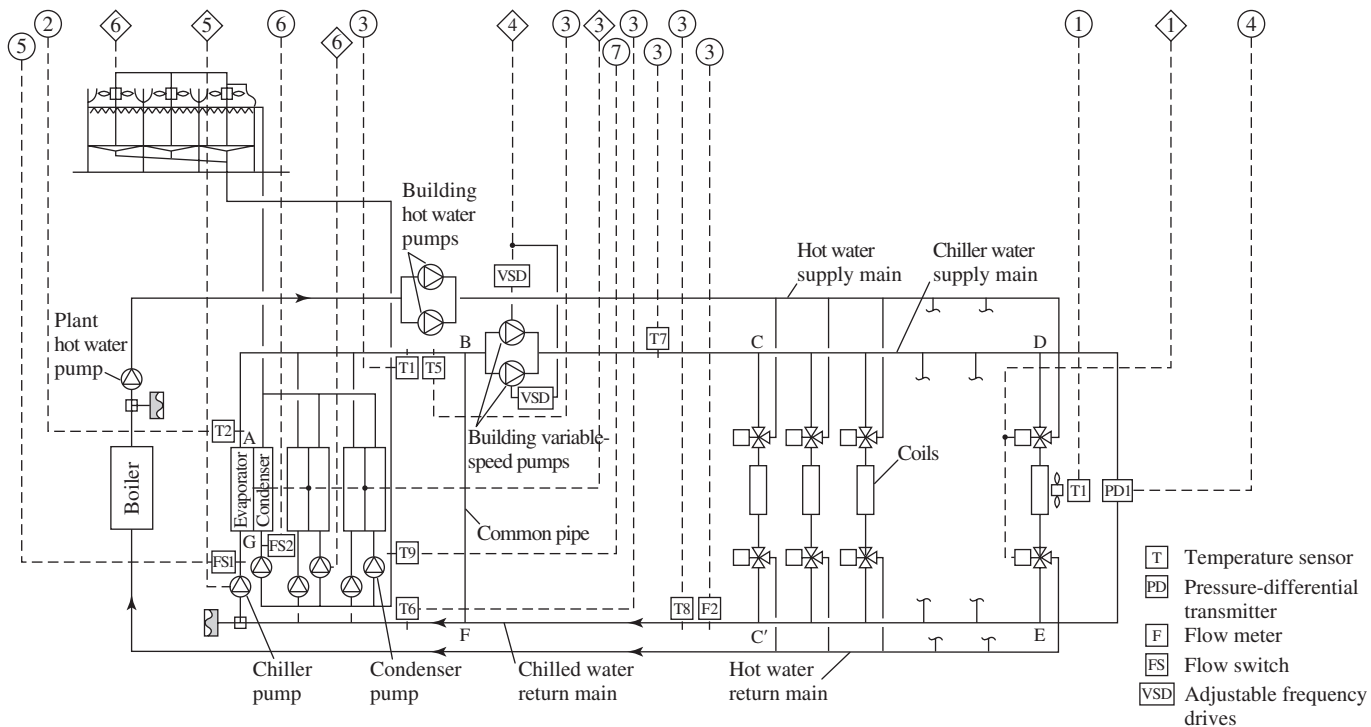 2
6
5
6
3
4
3
3
3
3
3
1
1
4
5
6
7
Building
hot water
pumps
VSD
Hot water
supply main
Chiller water
supply main
Plant
hot water
pump
B
T7
C
D
T1
T5
VSD
T2
A
Building variable-
speed pumps
Coils
Boiler
Evaporator
Condenser
T1
PD1
Common pipe
G
FS2
FS1
T9
T6
T8
F2
F
C′
E
Chiller
pump
Condenser
pump
Chilled water
return main
Hot water
return main
T Temperature sensor
PD Pressure-differential
transmitter
F Flow meter
FS Flow switch
VSD Adjustable frequency
drives